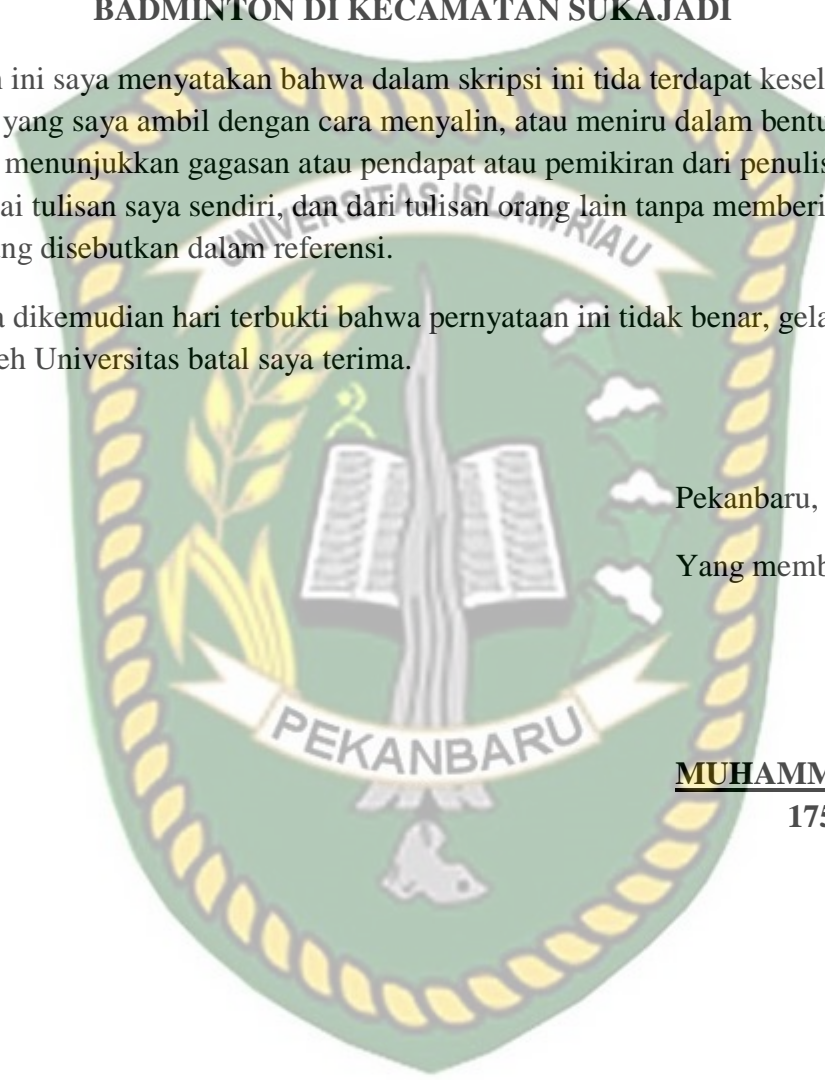 BADMINTON DI KECAMATAN SUKAJADI
n ini saya menyatakan bahwa dalam skripsi ini tida terdapat kesel
yang saya ambil dengan cara menyalin, atau meniru dalam bentu
menunjukkan gagasan atau pendapat atau pemikiran dari penulis
ai tulisan saya sendiri, dan dari tulisan orang lain tanpa memberi
ng disebutkan dalam referensi.
a dikemudian hari terbukti bahwa pernyataan ini tidak benar, gela
eh Universitas batal saya terima.
UNIVERSITAS ISLAM RIAU
Pekanbaru,
Yang memb
PEKANBARU
MUHAMM
175